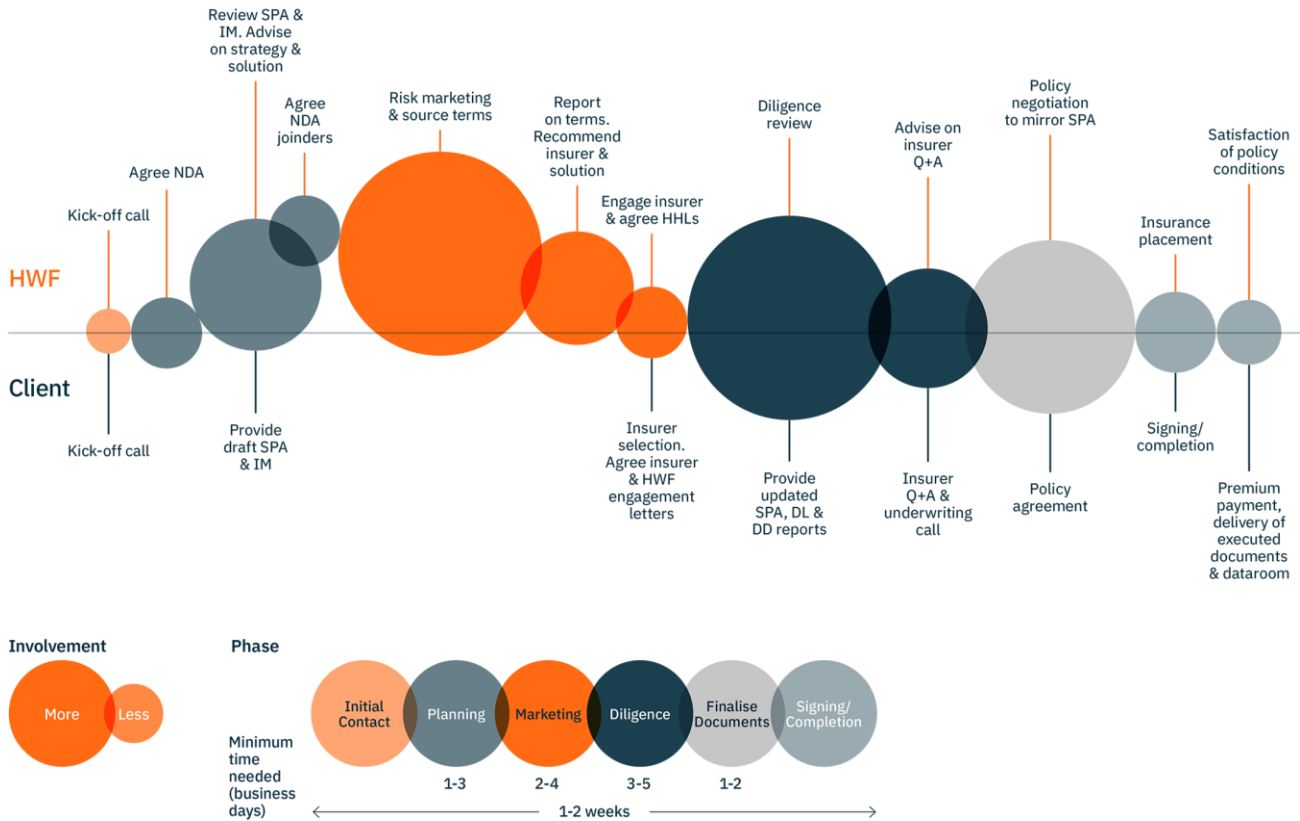 Review SPA &
IM. Advise
on strategy &
solution
Agree
NDA
joinders
Risk marketing
& source terms
Report
on terms.
Recommend
insurer &
solution
Diligence
review
Advise on
insurer
Q+A
Policy
negotiation
to mirror SPA
Satisfaction
of policy
conditions
Agree NDA
Kick-off call
Engage insurer
& agree HHLs
Insurance
placement
HWF
Client
Kick-off call
Provide
draft SPA
& IM
Insurer
selection.
Agree insurer
& HWF
engagement
letters
Provide
updated
SPA, DL &
DD reports
Insurer
Q+A &
underwriting
call
Policy
agreement
Signing/
completion
Premium
payment,
delivery of
executed
documents
& dataroom
Involvement
More
Less
Phase
Initial
Contact
Planning
Marketing
Diligence
Finalise
Documents
Signing/
Completion
Minimum
time
needed
(business
days)
1-3
2-4
3-5
1-2
1-2 weeks